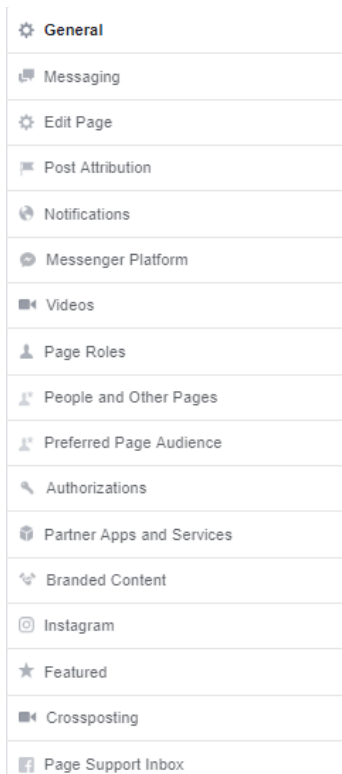 General
Messaging
Edit Page
Post Attribution
Notifications
Messenger Platform
Videos
Page Roles
People and Other Pages
Preferred Page Audience
Authorizations
Partner Apps and Services
Branded Content
Instagram
Featured
Crossposting
Page Support Inbox